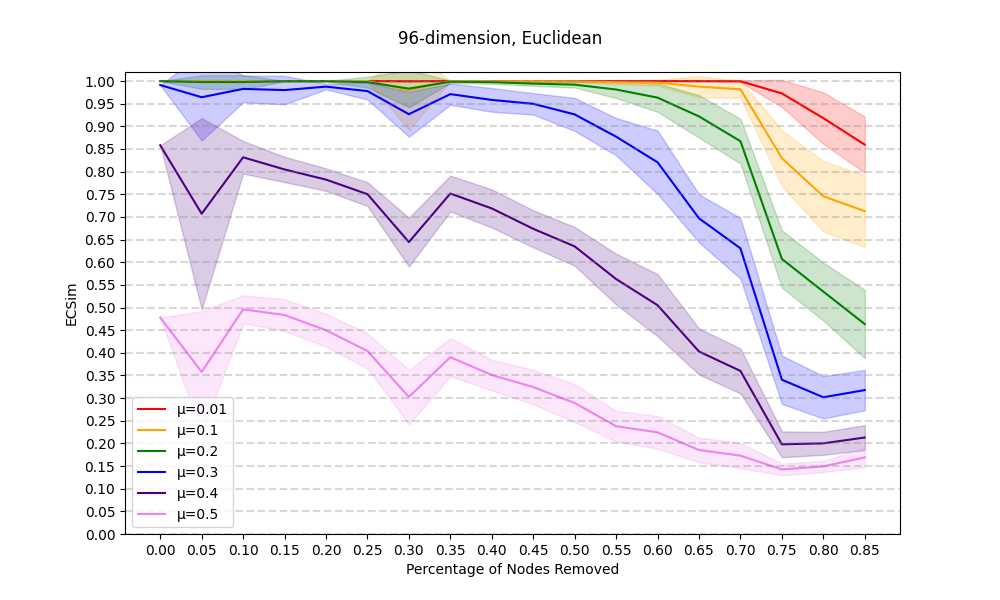 96-dimension, Euclidean
1.00
0.95
0.90
0.85
0.80
0.75
0.70
0.65
0.60
0.55
0.50
0.45
0.40
0.35
0.30
0.25
0.20
0.15
0.10
0.05
0.00
ECSim
μ=0.01
μ=0.1
μ=0.2
μ=0.3
μ=0.4
μ=0.5
0.00 0.05 0.10 0.15 0.20 0.25 0.30 0.35 0.40 0.45 0.50 0.55 0.60 0.65 0.70 0.75 0.80 0.85
Percentage of Nodes Removed